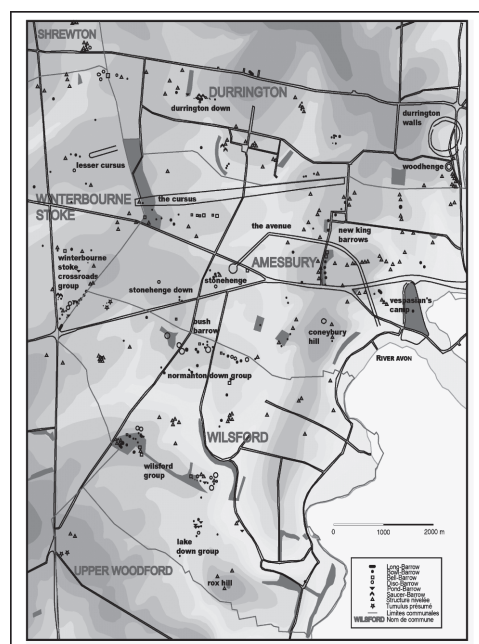 SHREWTON
DURRINGTON
durrington down
durrington
walls
lesser cursus
woodhenge
WINTERBOURNE
STOKE
the cursus
the avenue
new king
barrows
AMESBURY
winterbourne
stoke
crossroads
group
stonehenge
stonehenge down
vespasian's
camp
bush
barrow
coneybury
hill
RIVER AVON
normanton down group
WILSFORD
wilsford
group
lake
down group
UPPER WOODFORD
rox hill
0 1000 2000 m
Long-Barrow
Bowl-Barrow
Bell-Barrow
Disc-Barrow
Pond-Barrow
Saucer-Barrow
Structure nivelée
Tumulus présumé
Limites communales
WILSFORD Nom de commune